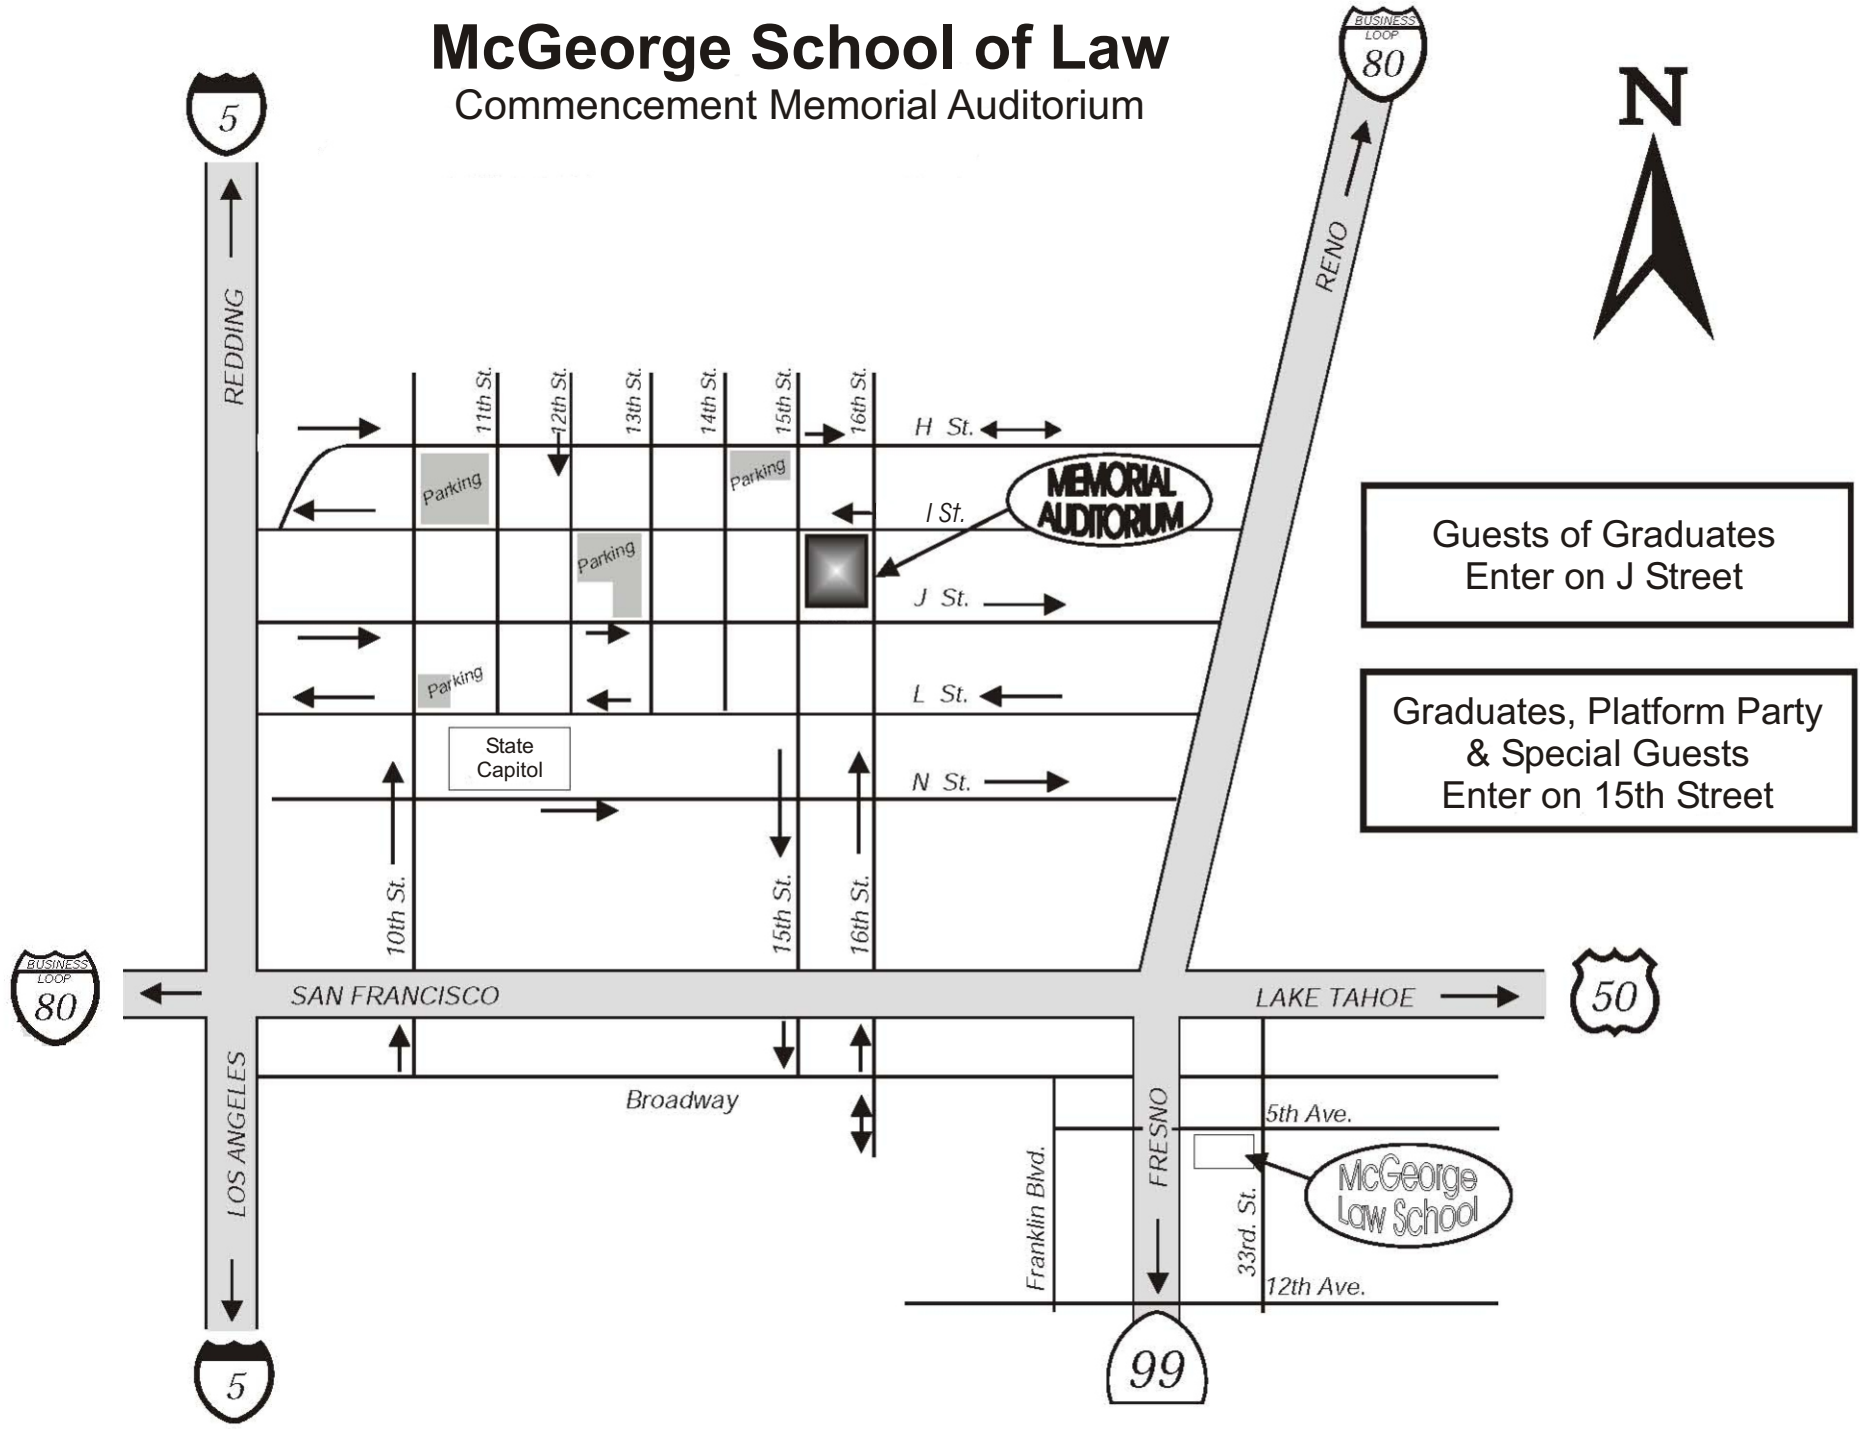 McGeorge School of Law
Commencement Memorial Auditorium
BUSINESS
LOOP
80
N
5
REDDING
RENO
11th St.
12th St.
13th St.
14th St.
15th St.
16th St.
H St.
Parking
Parking
MEMORIAL
AUDITORIUM
I St.
Parking
J St.
Guests of Graduates
Enter on J Street
Parking
L St.
Graduates, Platform Party
& Special Guests
Enter on 15th Street
State
Capitol
N St.
10th St.
15th St.
16th St.
BUSINESS
LOOP
80
SAN FRANCISCO
LAKE TAHOE
50
LOS ANGELES
Broadway
FRESNO
5th Ave.
Franklin Blvd.
McGeorge
Law School
33rd. St.
12th Ave.
5
99